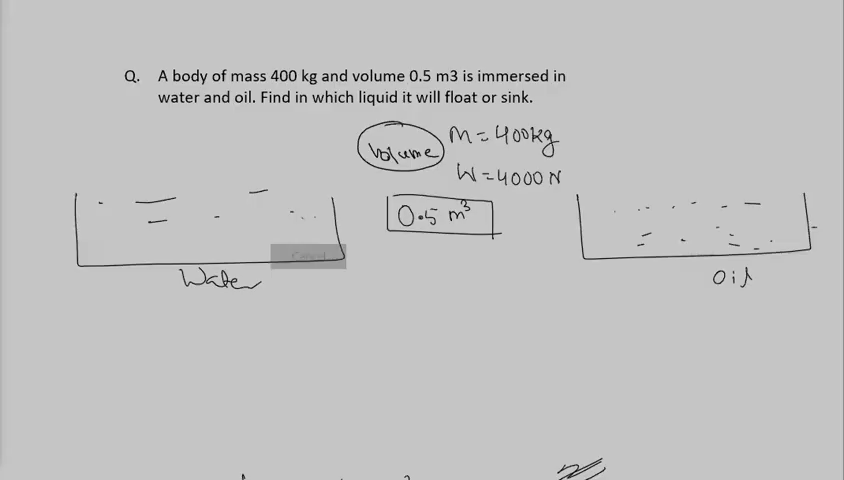 Q. A body of mass 400 kg and volume 0.5 m3 is immersed in
water and oil. Find in which liquid it will float or sink.
Volume
M = 400kg
W = 4000 N
0.5 m³
Water
Oil